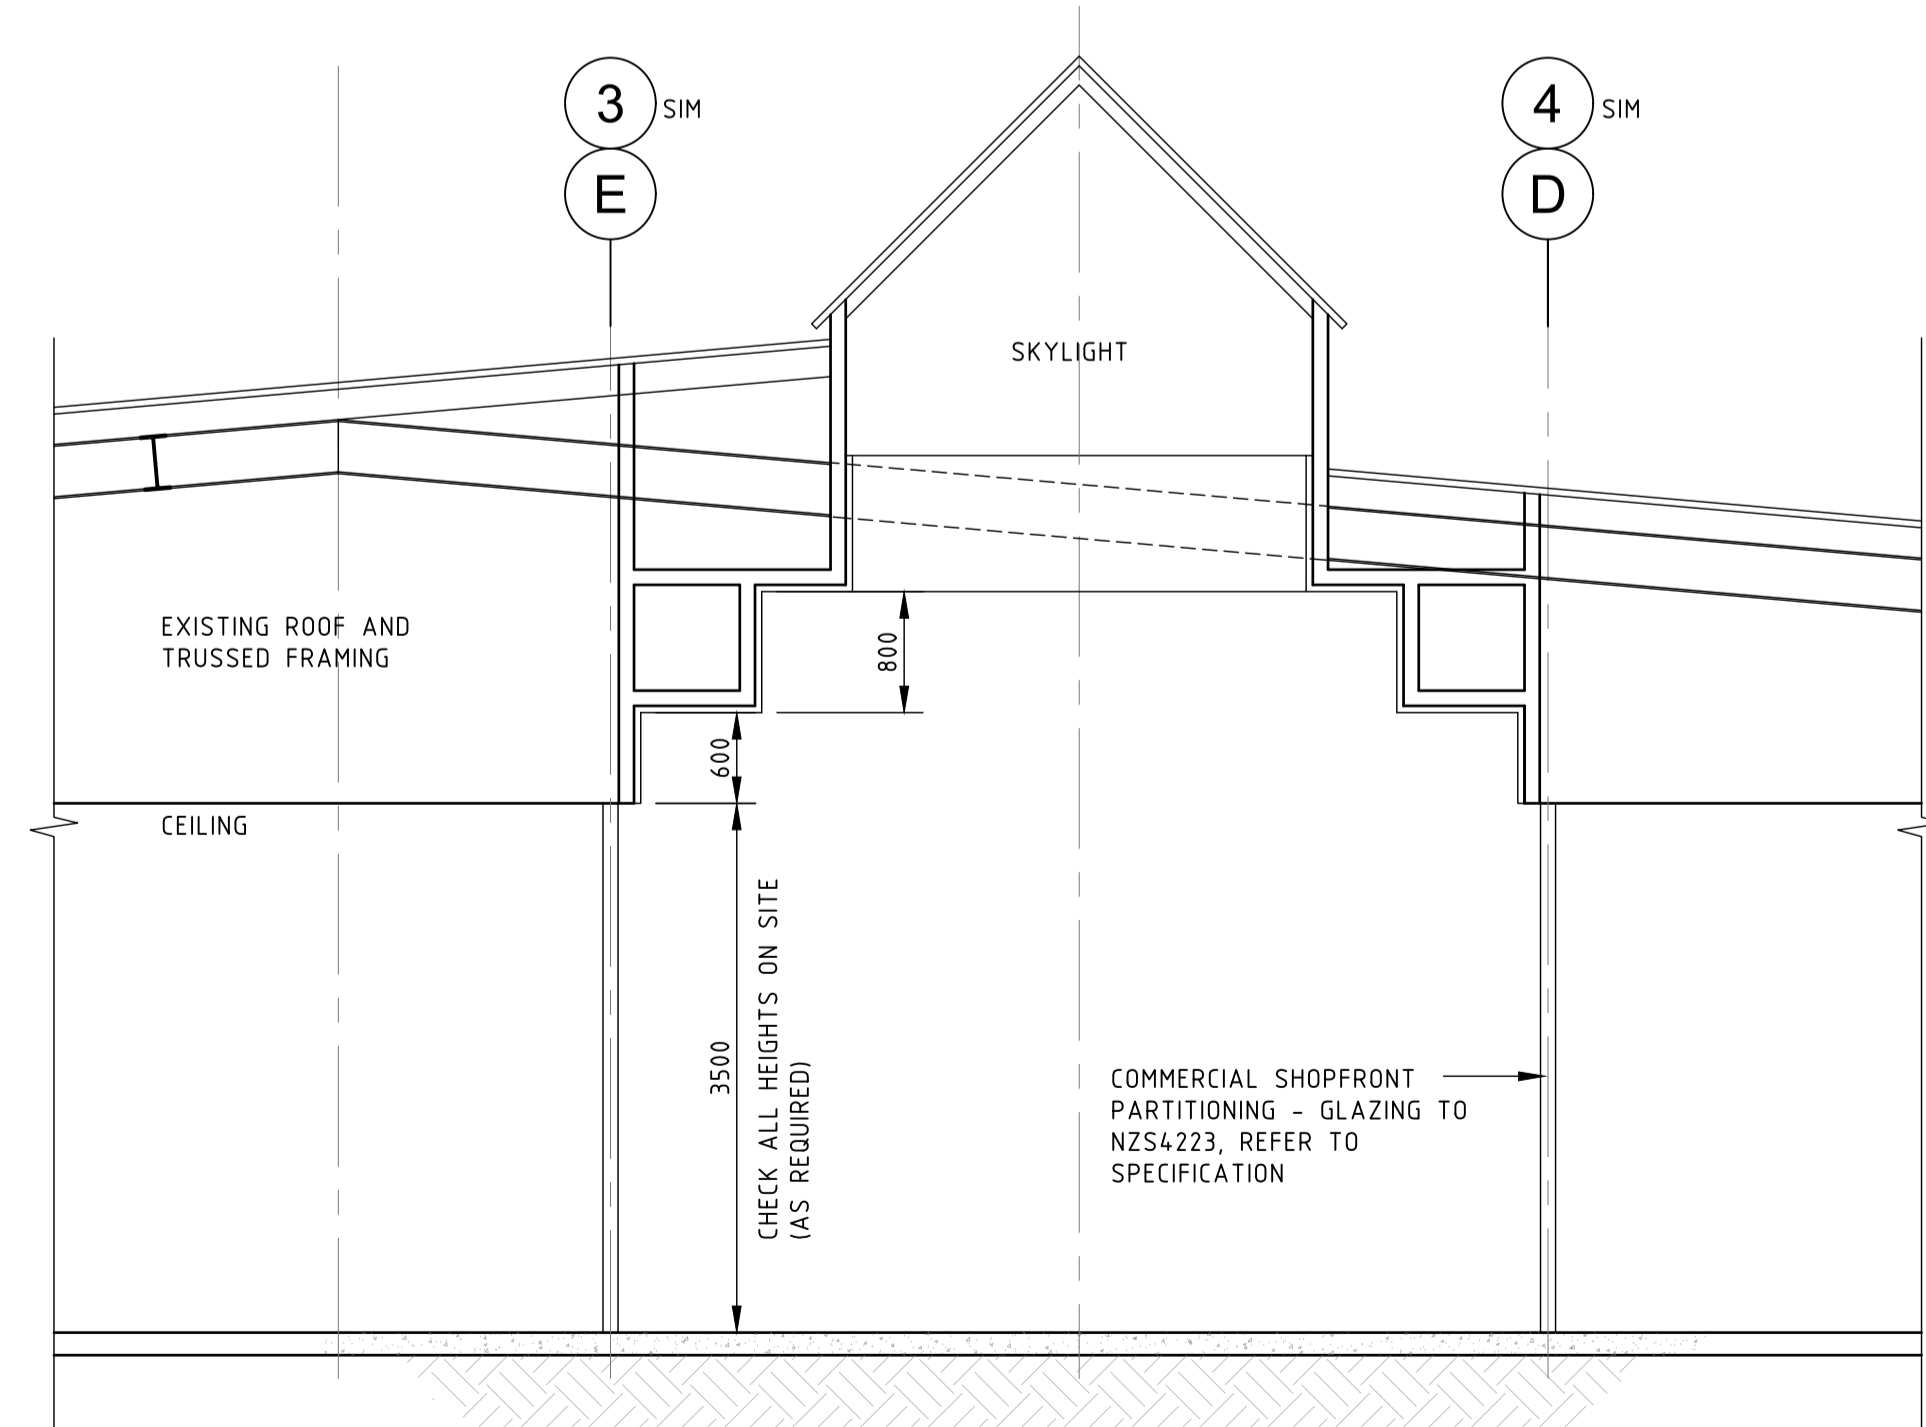 3 SIM
E
4 SIM
D
SKYLIGHT
EXISTING ROOF AND
TRUSSED FRAMING
800
600
CEILING
3500
CHECK ALL HEIGHTS ON SITE
(AS REQUIRED)
COMMERCIAL SHOPFRONT
PARTITIONING - GLAZING TO
NZS4223, REFER TO
SPECIFICATION